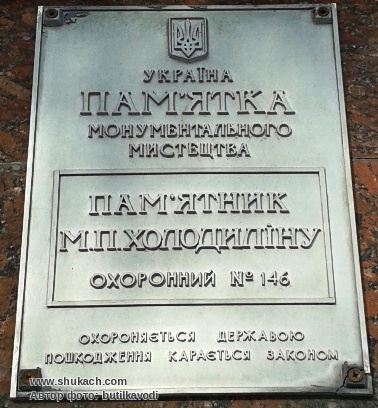 УКРАЇНА
ПАМ'ЯТКА
МОНУМЕНТАЛЬНОГО
МИСТЕЦТВА
ПАМ'ЯТНИК
М.П.ХОЛОДИЛІНУ
ОХОРОННИЙ № 146
ОХОРОНЯЄТЬСЯ ДЕРЖАВОЮ
ПОШКОДЖЕННЯ КАРАЄТЬСЯ ЗАКОНОМ
www.shukach.com
Автор фото: butlikavodi